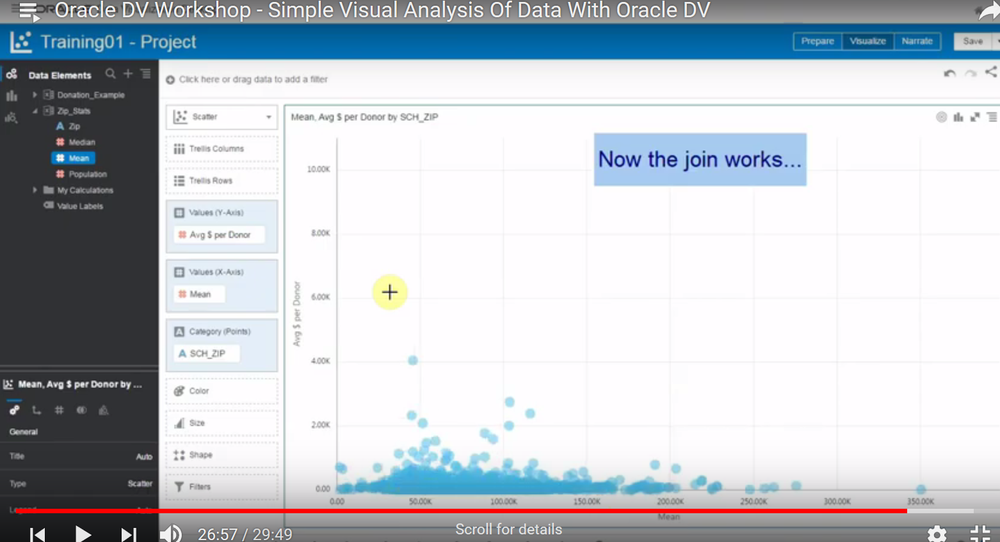 Oracle DV Workshop - Simple Visual Analysis Of Data With Oracle DV
Training01 - Project
Prepare
Visualize
Narrate
Save
Data Elements
Donation_Example
Zip_Stats
Zip
Median
Mean
Population
My Calculations
Value Labels
Mean, Avg $ per Donor by ...
General
Title
Auto
Type
Scatter
Click here or drag data to add a filter
Scatter
Trellis Columns
Trellis Rows
Values (Y-Axis)
Avg $ per Donor
Values (X-Axis)
Mean
Category (Points)
SCH_ZIP
Color
Size
Shape
Filters
Mean, Avg $ per Donor by SCH_ZIP
Now the join works...
Avg $ per Donor
10.00K
8.00K
6.00K
4.00K
2.00K
0.00
0.00
50.00K
100.00K
150.00K
200.00K
250.00K
300.00K
350.00K
Mean
26:57 / 29:49
Scroll for details